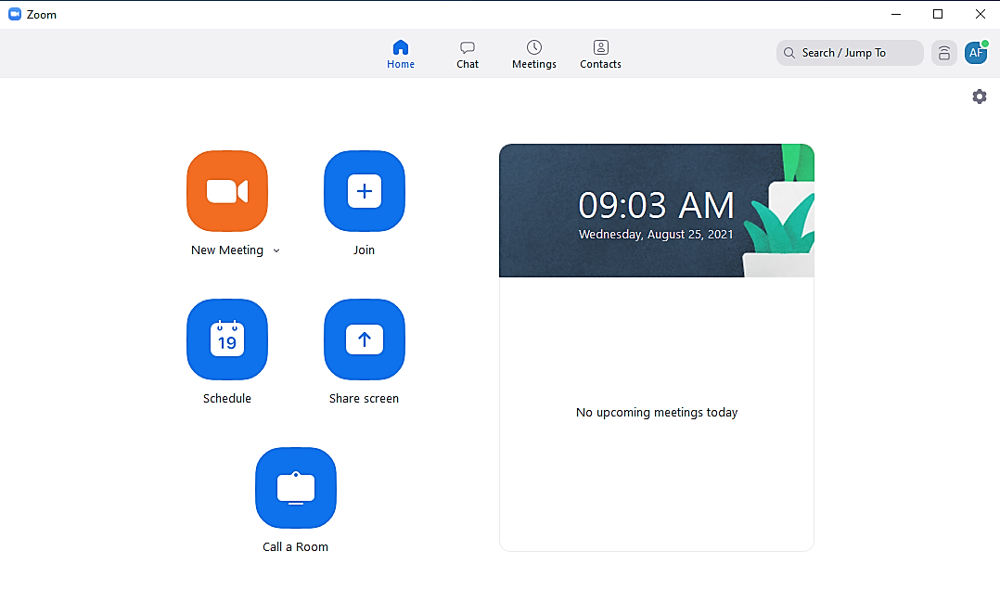 Zoom
Home
Chat
Meetings
Contacts
Search / Jump To
AF
New Meeting
Join
19
Schedule
Share screen
Call a Room
09:03 AM
Wednesday, August 25, 2021
No upcoming meetings today